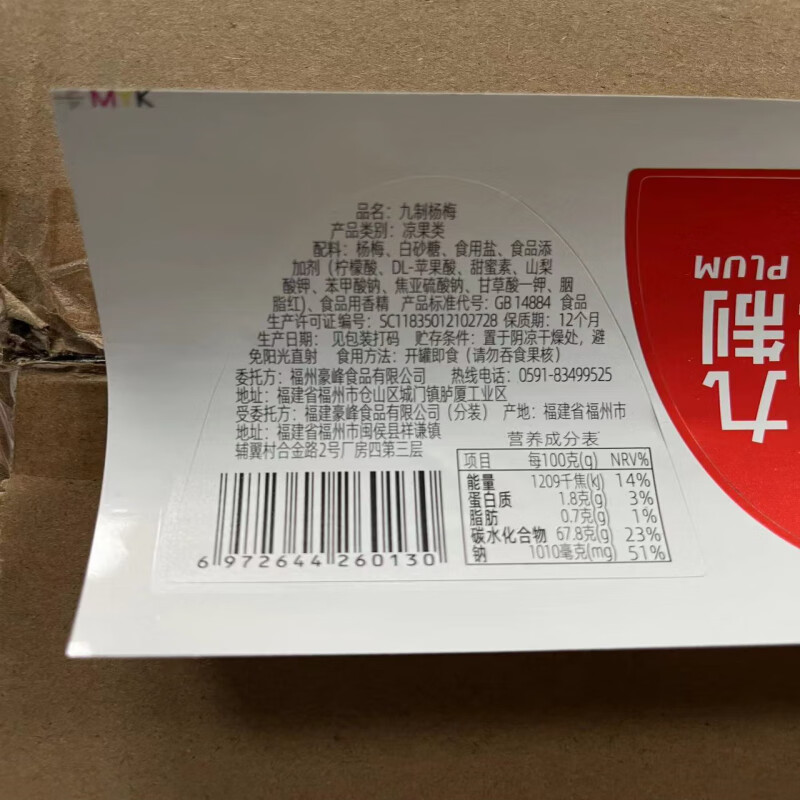 MYK
品名：九制杨梅
产品类别：凉果类
配料：杨梅、白砂糖、食用盐、食品添
加剂（柠檬酸、DL-苹果酸、甜蜜素、山梨
酸钾、苯甲酸钠、焦亚硫酸钠、甘草酸一钾、胭
脂红）、食品用香精 产品标准代号：GB 14884 食品
生产许可证编号：SC11835012102728 保质期：12个月
生产日期：见包装打码 贮存条件：置于阴凉干燥处，避
免阳光直射 食用方法：开罐即食（请勿吞食果核）
委托方：福州豪峰食品有限公司 热线电话：0591-83499525
地址：福建省福州市仓山区城门镇胪厦工业区
受委托方：福建豪峰食品有限公司（分装） 产地：福建省福州市
地址：福建省福州市闽侯县祥谦镇
辅翼村合金路2号厂房四第三层
营养成分表
项目 每100克(g) NRV%
能量 1209千焦(kJ) 14%
蛋白质 1.8克(g) 3%
脂肪 0.7克(g) 1%
碳水化合物 67.8克(g) 23%
钠 1010毫克(mg) 51%
6 972644 260130
九制
PLUM